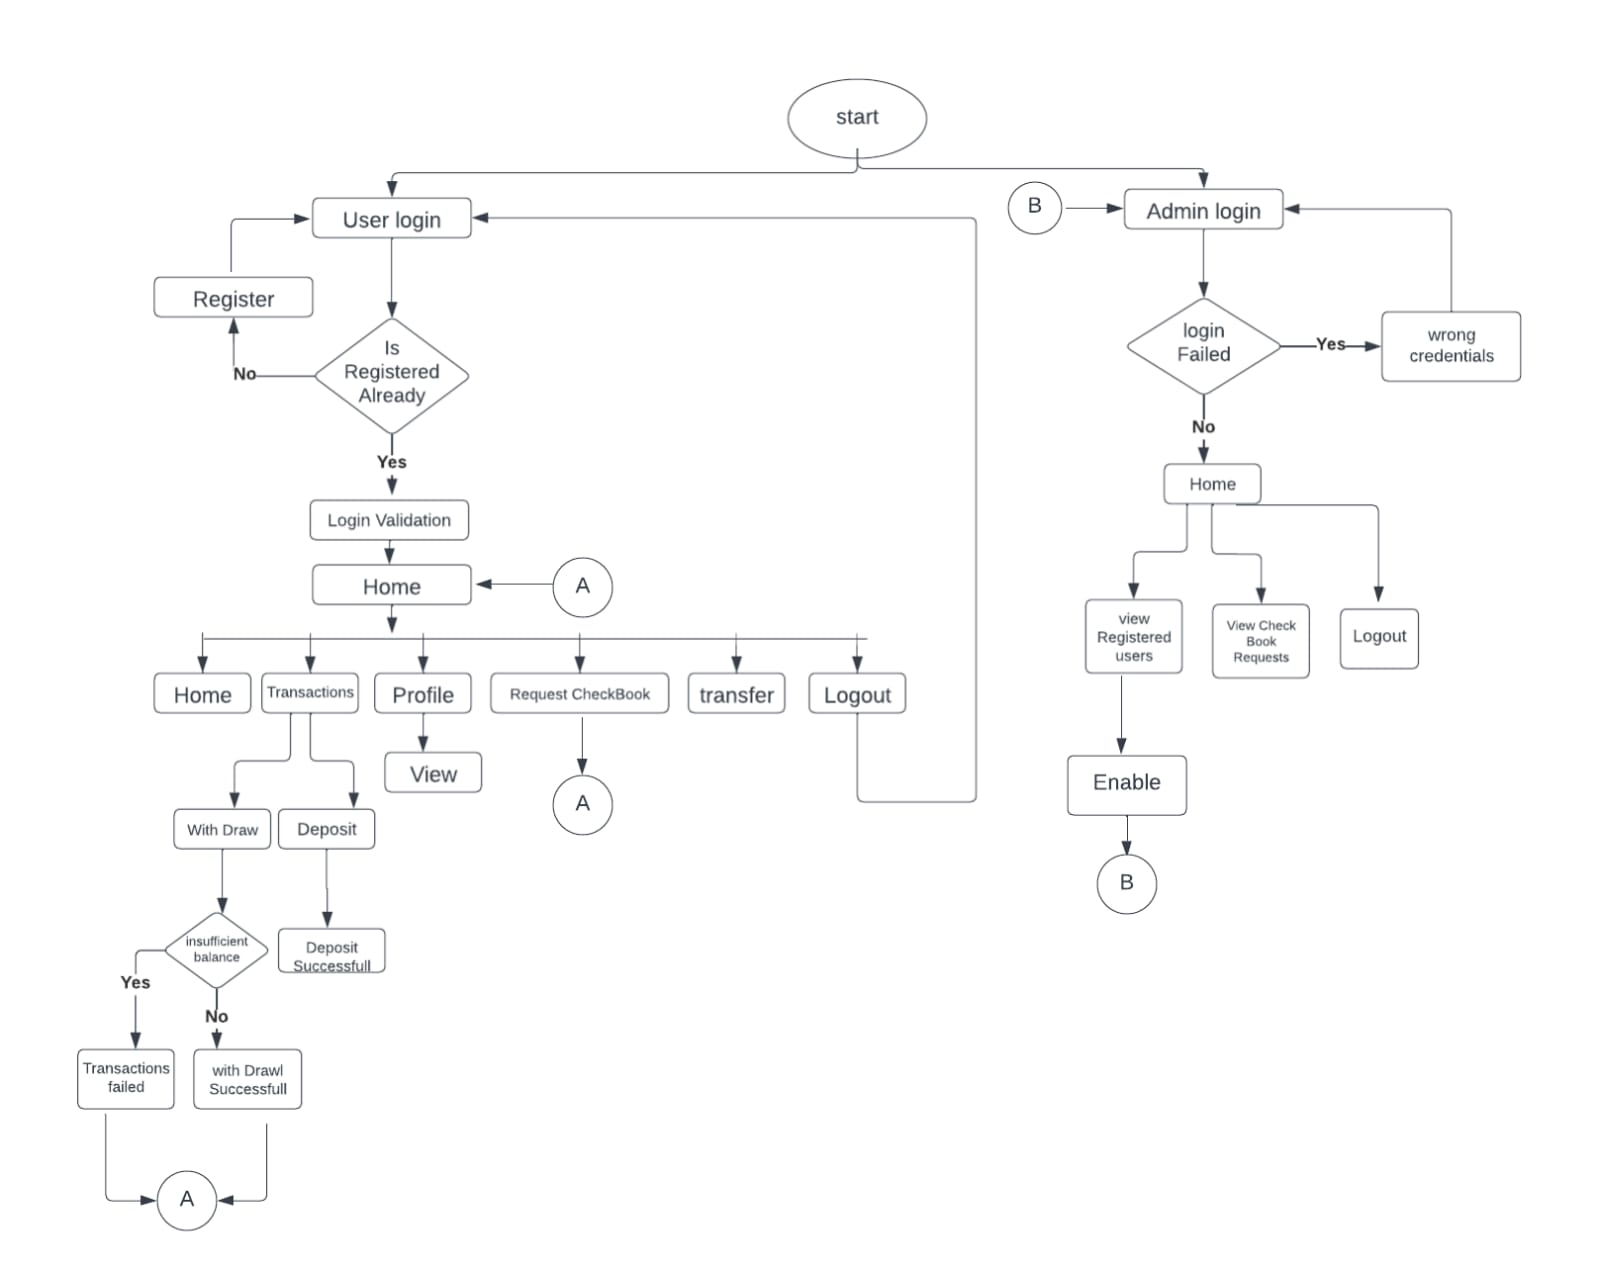 start
User login
B
Admin login
Register
Is
Registered
Already
No
Yes
login
Failed
Yes
wrong
credentials
No
Home
Login Validation
Home
A
view
Registered
users
View Check
Book
Requests
Logout
Home
Transactions
Profile
Request CheckBook
transfer
Logout
View
A
Enable
With Draw
Deposit
B
insufficient
balance
Deposit
Successfull
Yes
No
Transactions
failed
with Drawl
Successfull
A